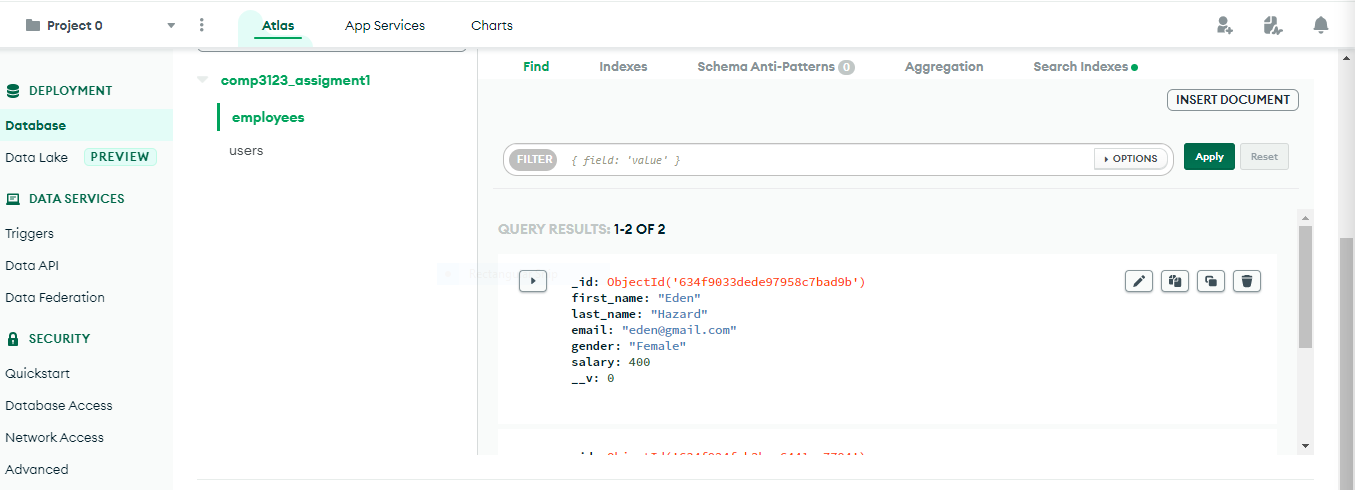 Project 0
Atlas
App Services
Charts
DEPLOYMENT
Database
Data Lake PREVIEW
DATA SERVICES
Triggers
Data API
Data Federation
SECURITY
Quickstart
Database Access
Network Access
Advanced
comp3123_assigment1
employees
users
Find Indexes Schema Anti-Patterns 0 Aggregation Search Indexes
INSERT DOCUMENT
FILTER { field: 'value' } OPTIONS Apply Reset
QUERY RESULTS: 1-2 OF 2
_id: ObjectId('634f9033dede97958c7bad9b')
first_name: "Eden"
last_name: "Hazard"
email: "eden@gmail.com"
gender: "Female"
salary: 400
__v: 0